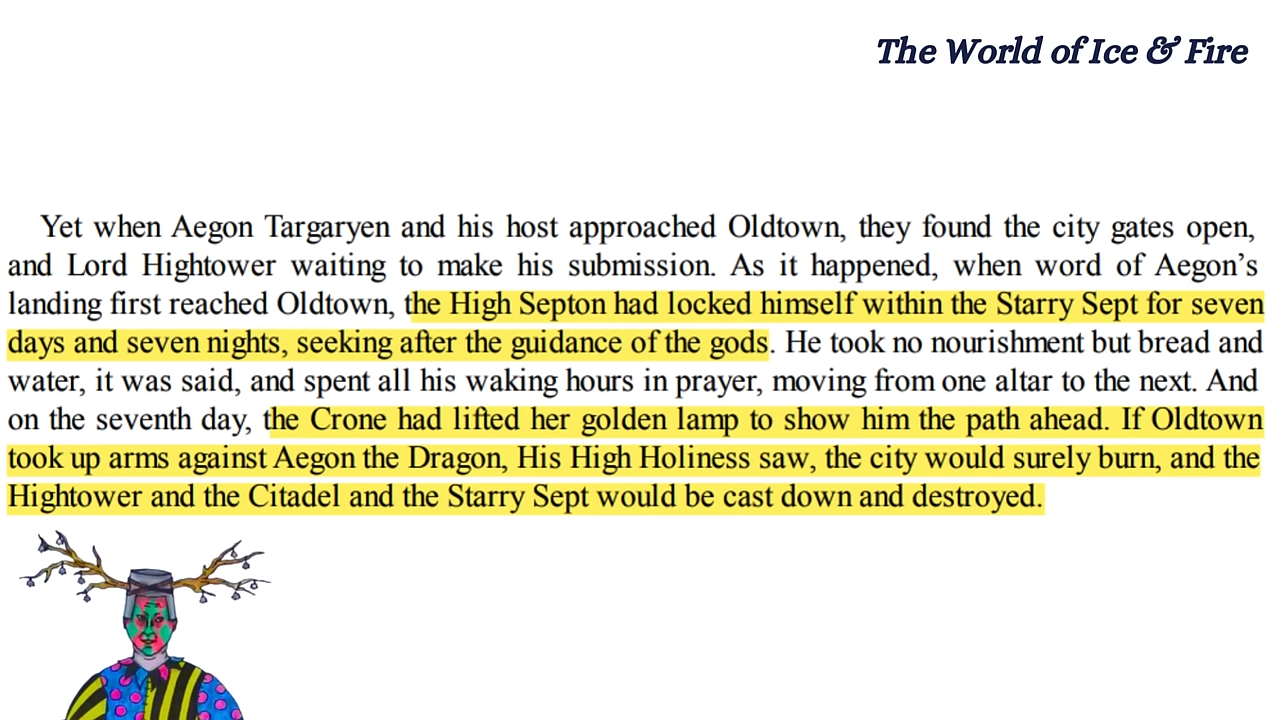 The World of Ice & Fire
Yet when Aegon Targaryen and his host approached Oldtown, they found the city gates open,
and Lord Hightower waiting to make his submission. As it happened, when word of Aegon’s
landing first reached Oldtown, the High Septon had locked himself within the Starry Sept for seven
days and seven nights, seeking after the guidance of the gods. He took no nourishment but bread and
water, it was said, and spent all his waking hours in prayer, moving from one altar to the next. And
on the seventh day, the Crone had lifted her golden lamp to show him the path ahead. If Oldtown
took up arms against Aegon the Dragon, His High Holiness saw, the city would surely burn, and the
Hightower and the Citadel and the Starry Sept would be cast down and destroyed.